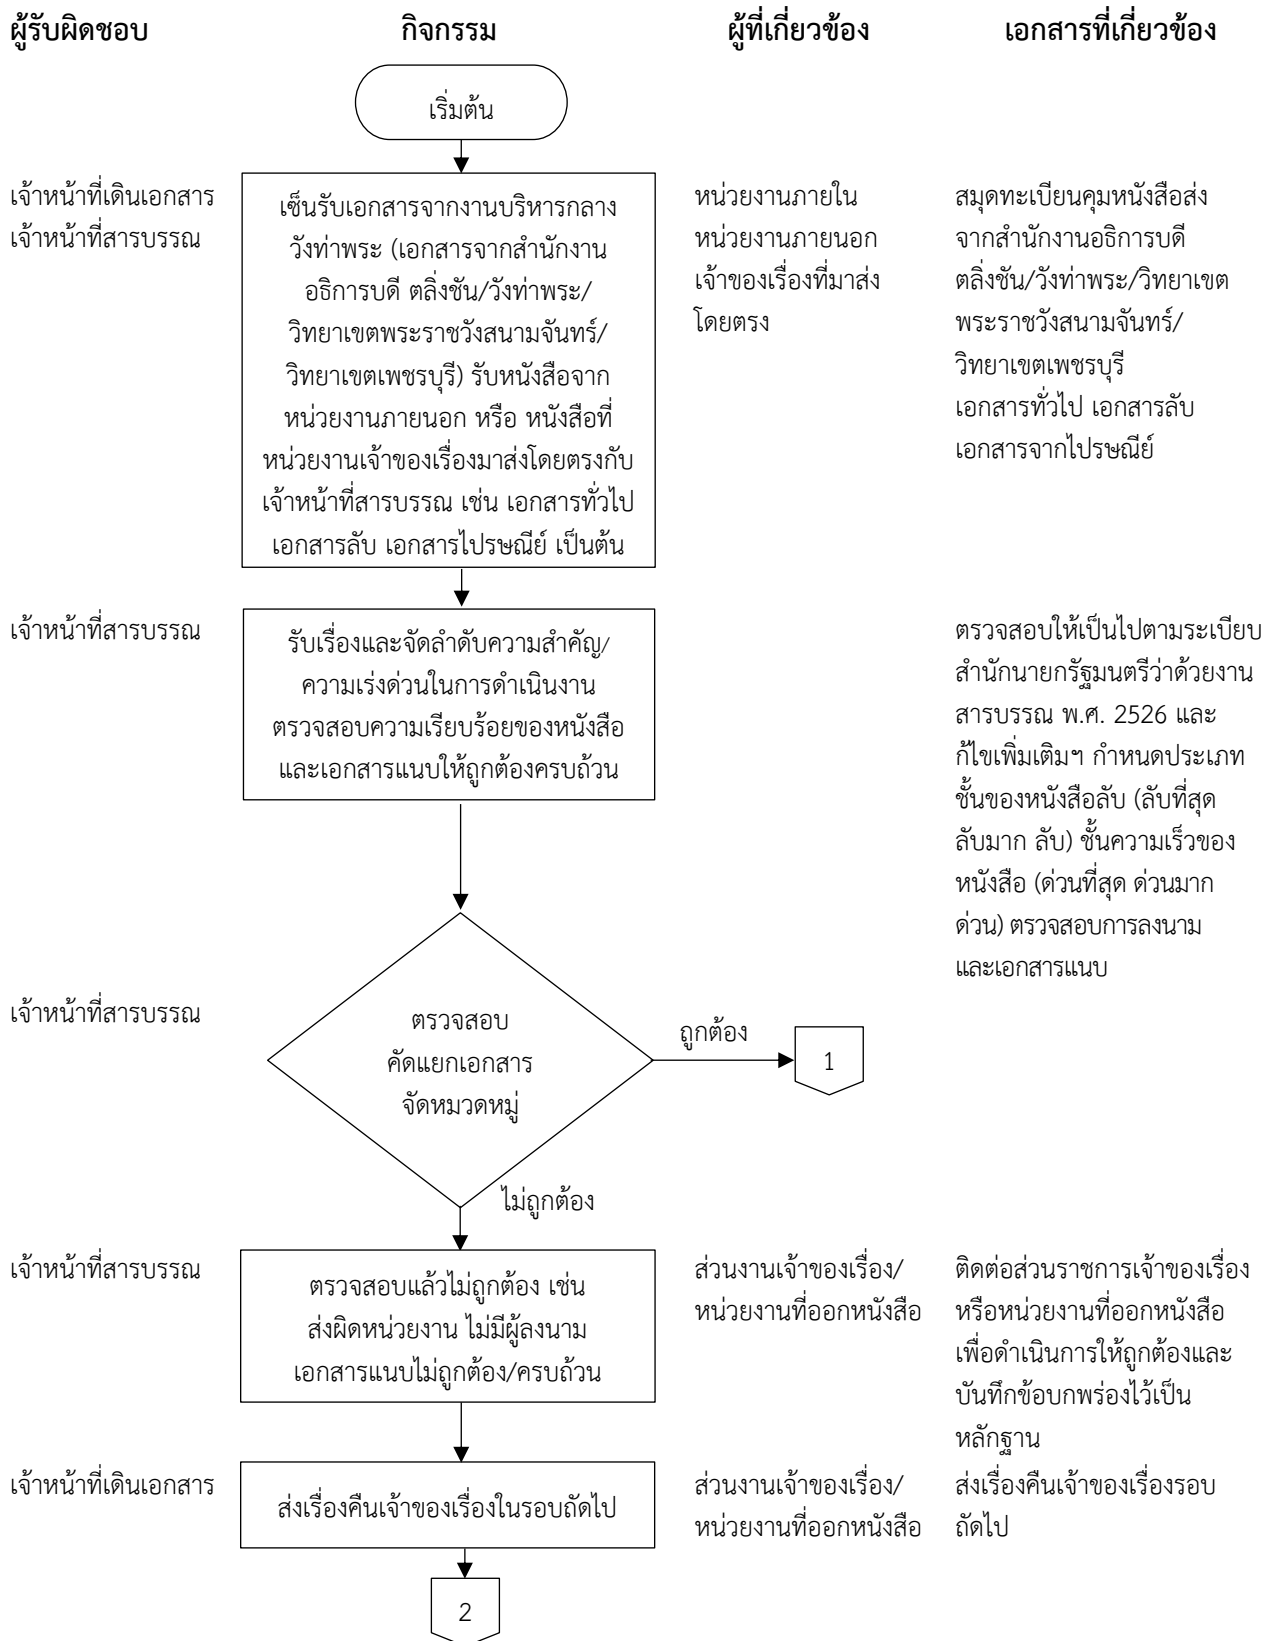 ผู้รับผิดชอบ
กิจกรรม
ผู้ที่เกี่ยวข้อง
เอกสารที่เกี่ยวข้อง
เริ่มต้น
เจ้าหน้าที่เดินเอกสาร
เจ้าหน้าที่สารบรรณ
เซ็นรับเอกสารจากงานบริหารกลาง
วังท่าพระ (เอกสารจากสำนักงาน
อธิการบดี ตลิ่งชัน/วังท่าพระ/
วิทยาเขตพระราชวังสนามจันทร์/
วิทยาเขตเพชรบุรี) รับหนังสือจาก
หน่วยงานภายนอก หรือ หนังสือที่
หน่วยงานเจ้าของเรื่องมาส่งโดยตรงกับ
เจ้าหน้าที่สารบรรณ เช่น เอกสารทั่วไป
เอกสารลับ เอกสารไปรษณีย์ เป็นต้น
หน่วยงานภายใน
หน่วยงานภายนอก
เจ้าของเรื่องที่มาส่ง
โดยตรง
สมุดทะเบียนคุมหนังสือส่ง
จากสำนักงานอธิการบดี
ตลิ่งชัน/วังท่าพระ/วิทยาเขต
พระราชวังสนามจันทร์/
วิทยาเขตเพชรบุรี
เอกสารทั่วไป เอกสารลับ
เอกสารจากไปรษณีย์
เจ้าหน้าที่สารบรรณ
รับเรื่องและจัดลำดับความสำคัญ/
ความเร่งด่วนในการดำเนินงาน
ตรวจสอบความเรียบร้อยของหนังสือ
และเอกสารแนบให้ถูกต้องครบถ้วน
ตรวจสอบให้เป็นไปตามระเบียบ
สำนักนายกรัฐมนตรีว่าด้วยงาน
สารบรรณ พ.ศ. 2526 และ
ก้ไขเพิ่มเติมฯ กำหนดประเภท
ชั้นของหนังสือลับ (ลับที่สุด
ลับมาก ลับ) ชั้นความเร็วของ
หนังสือ (ด่วนที่สุด ด่วนมาก
ด่วน) ตรวจสอบการลงนาม
และเอกสารแนบ
เจ้าหน้าที่สารบรรณ
ตรวจสอบ
คัดแยกเอกสาร
จัดหมวดหมู่
ถูกต้อง
1
ไม่ถูกต้อง
เจ้าหน้าที่สารบรรณ
ตรวจสอบแล้วไม่ถูกต้อง เช่น
ส่งผิดหน่วยงาน ไม่มีผู้ลงนาม
เอกสารแนบไม่ถูกต้อง/ครบถ้วน
ส่วนงานเจ้าของเรื่อง/
หน่วยงานที่ออกหนังสือ
ติดต่อส่วนราชการเจ้าของเรื่อง
หรือหน่วยงานที่ออกหนังสือ
เพื่อดำเนินการให้ถูกต้องและ
บันทึกข้อบกพร่องไว้เป็น
หลักฐาน
เจ้าหน้าที่เดินเอกสาร
ส่งเรื่องคืนเจ้าของเรื่องในรอบถัดไป
ส่วนงานเจ้าของเรื่อง/
หน่วยงานที่ออกหนังสือ
ส่งเรื่องคืนเจ้าของเรื่องรอบ
ถัดไป
2